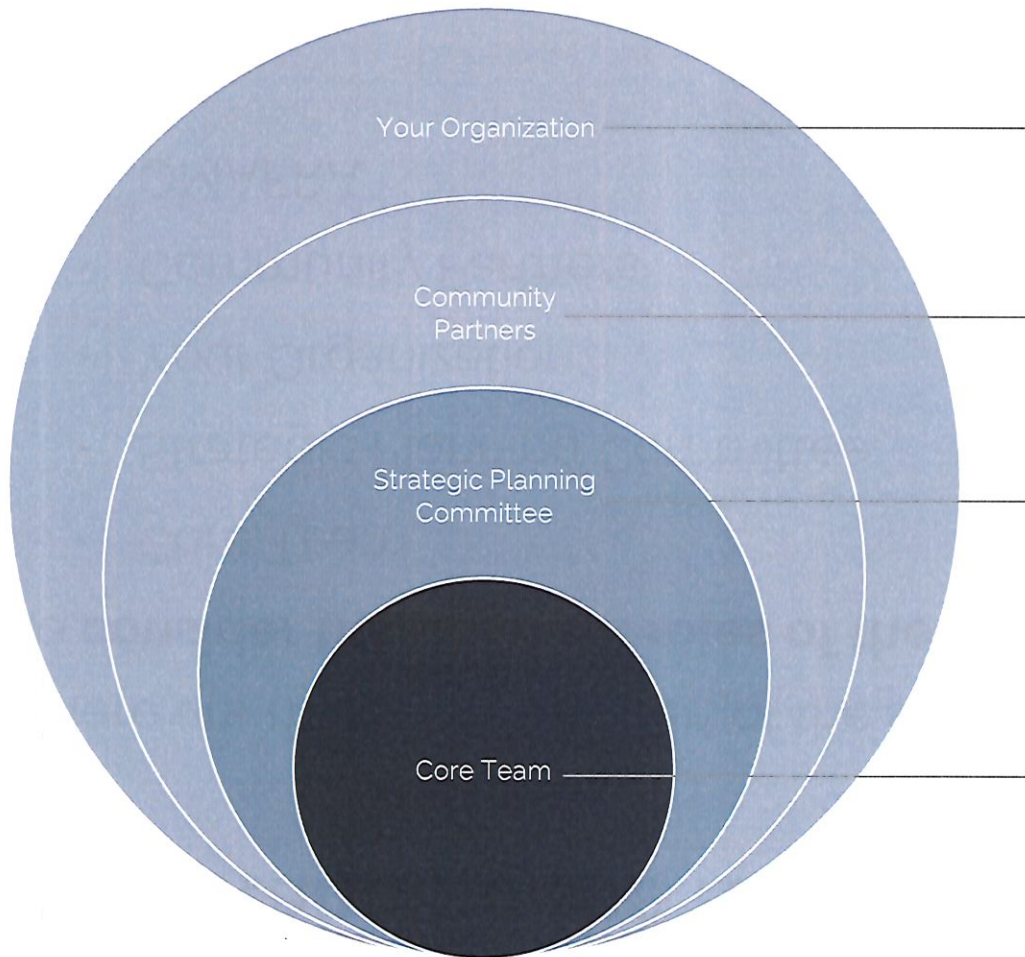 Your Organization
Community
Partners
Strategic Planning
Committee
Core Team